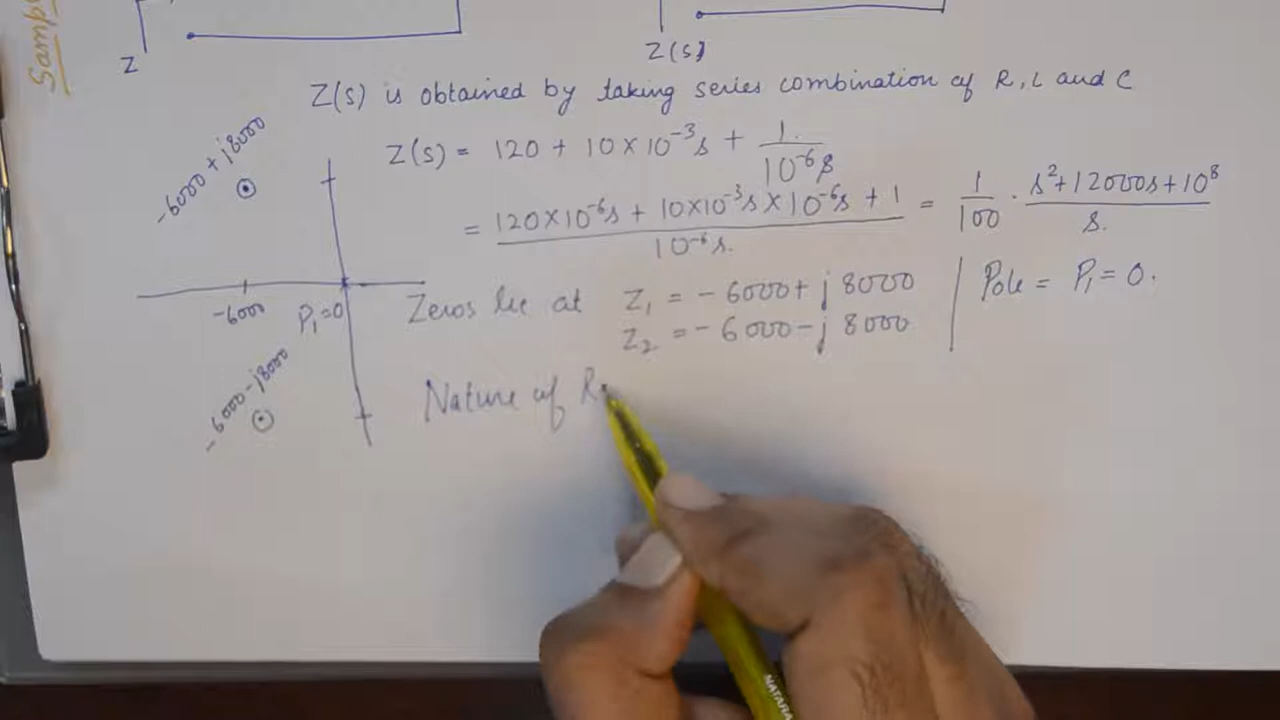 Sam
Z
Z(s)
Z(s) is obtained by taking series combination of R, L and C
Z(s) = 120 + 10×10⁻³s + 1/10⁻⁶s
= 120×10⁻⁶s + 10×10⁻³s×10⁻⁶s + 1 / 10⁻⁶s. = 1/100 · s²+12000s+10⁸ / s.
-6000 + j8000
-6000
P₁=0
-6000-j8000
Zeros lie at Z₁ = -6000+j8000
Z₂ = -6000-j8000
Pole = P₁ = 0.
Nature of R
NATARA